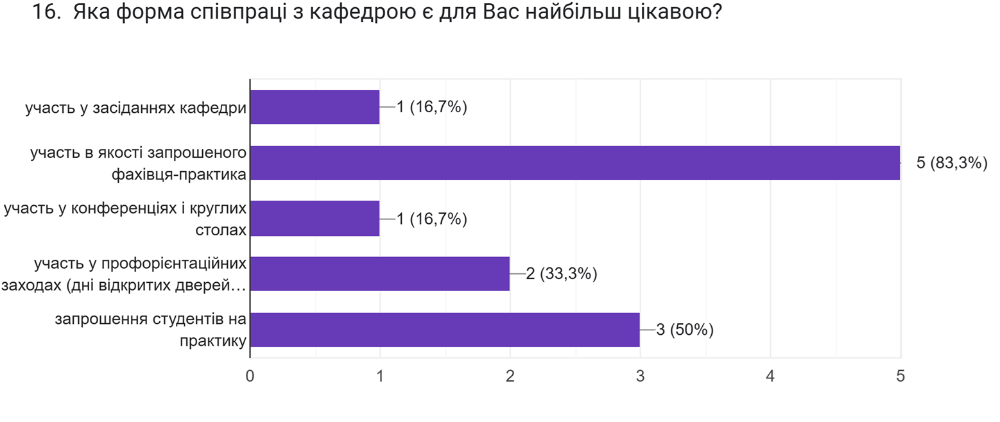 16. Яка форма співпраці з кафедрою є для Вас найбільш цікавою?
участь у засіданнях кафедри
1 (16,7%)
участь в якості запрошеного
фахівця-практика
5 (83,3%)
участь у конференціях і круглих
столах
1 (16,7%)
участь у профорієнтаційних
заходах (дні відкритих дверей…
2 (33,3%)
запрошення студентів на
практику
3 (50%)
0 1 2 3 4 5